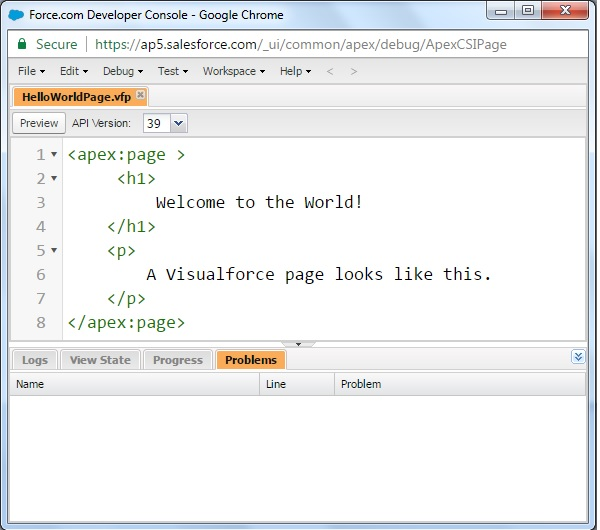 Force.com Developer Console - Google Chrome
Secure https://ap5.salesforce.com/_ui/common/apex/debug/ApexCSIPage
File Edit Debug Test Workspace Help < >
HelloWorldPage.vfp
Preview API Version: 39
1 <apex:page >
2 <h1>
3 Welcome to the World!
4 </h1>
5 <p>
6 A Visualforce page looks like this.
7 </p>
8 </apex:page>
Logs View State Progress Problems
Name Line Problem